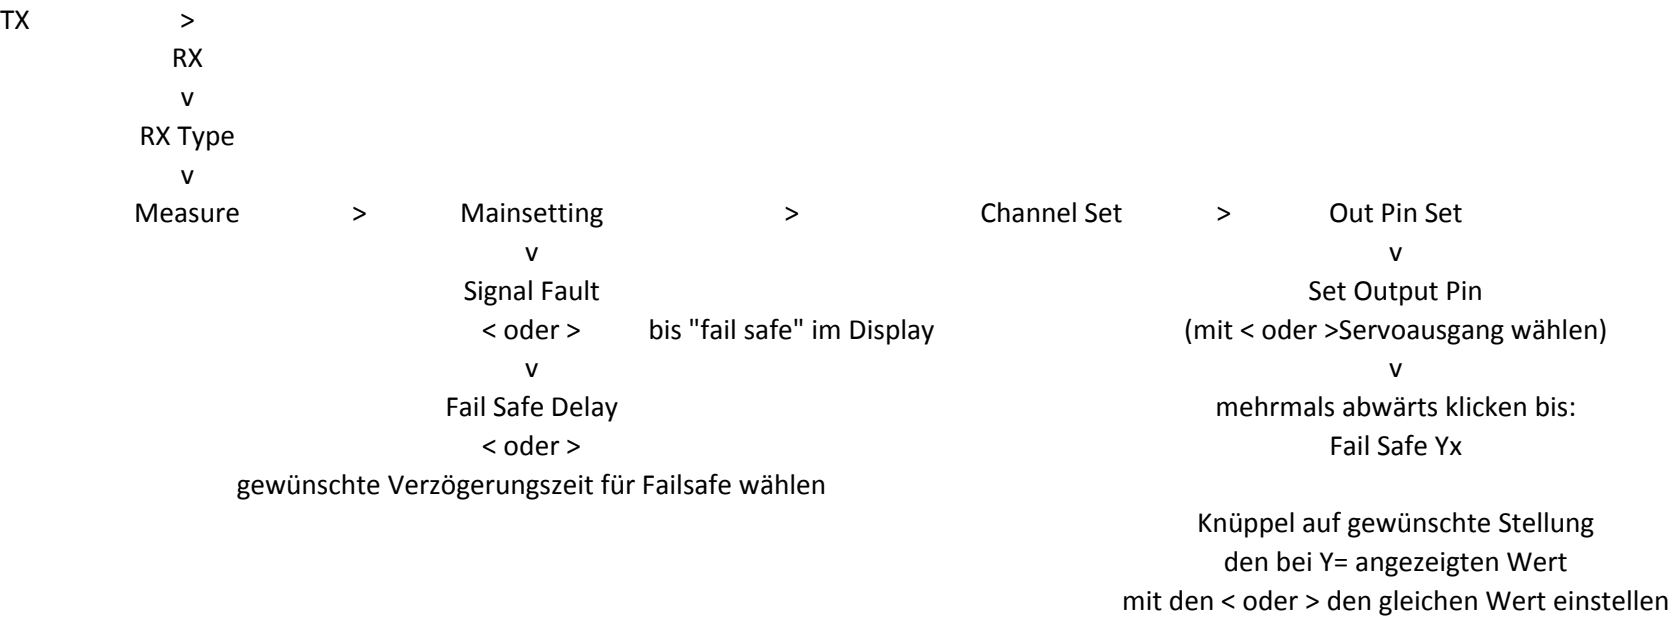 TX >
RX
v
RX Type
v
Measure > Mainsetting > Channel Set > Out Pin Set
v v
Signal Fault Set Output Pin
< oder > bis "fail safe" im Display (mit < oder >Servoausgang wählen)
v v
Fail Safe Delay mehrmals abwärts klicken bis:
< oder > Fail Safe Yx
gewünschte Verzögerungszeit für Failsafe wählen
Knüppel auf gewünschte Stellung
den bei Y= angezeigten Wert
mit den < oder > den gleichen Wert einstellen